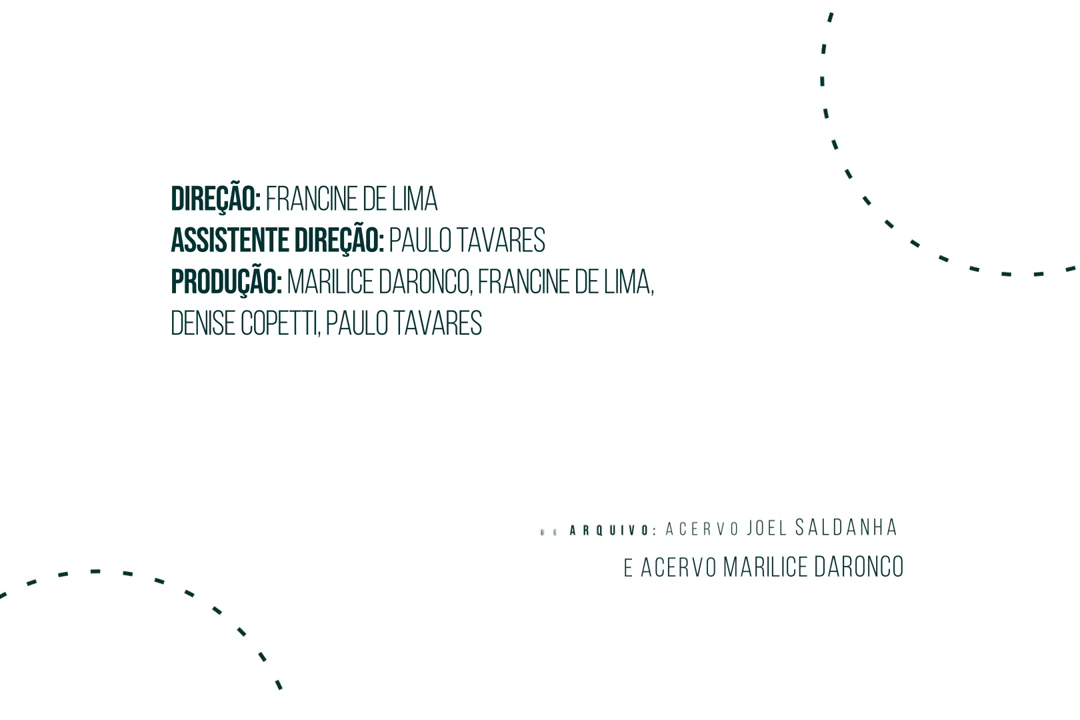 DIREÇÃO: FRANCINE DE LIMA
ASSISTENTE DIREÇÃO: PAULO TAVARES
PRODUÇÃO: MARILICE DARONCO, FRANCINE DE LIMA,
DENISE COPETTI, PAULO TAVARES
ARQUIVO: ACERVO JOEL SALDANHA
E ACERVO MARILICE DARONCO